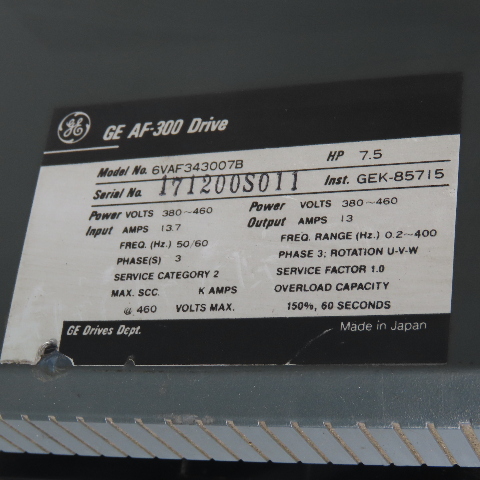 GE GE AF-300 Drive
Model No. 6VAF343007B HP 7.5
Serial No. 171200S011 Inst. GEK-85715
Power VOLTS 380~460 Power VOLTS 380~460
Input AMPS 13.7 Output AMPS 13
FREQ. (Hz.) 50/60 FREQ. RANGE (Hz.) 0.2~400
PHASE(S) 3 PHASE 3; ROTATION U-V-W
SERVICE CATEGORY 2 SERVICE FACTOR 1.0
MAX. SCC. K AMPS OVERLOAD CAPACITY
@ 460 VOLTS MAX. 150%, 60 SECONDS
GE Drives Dept. Made in Japan